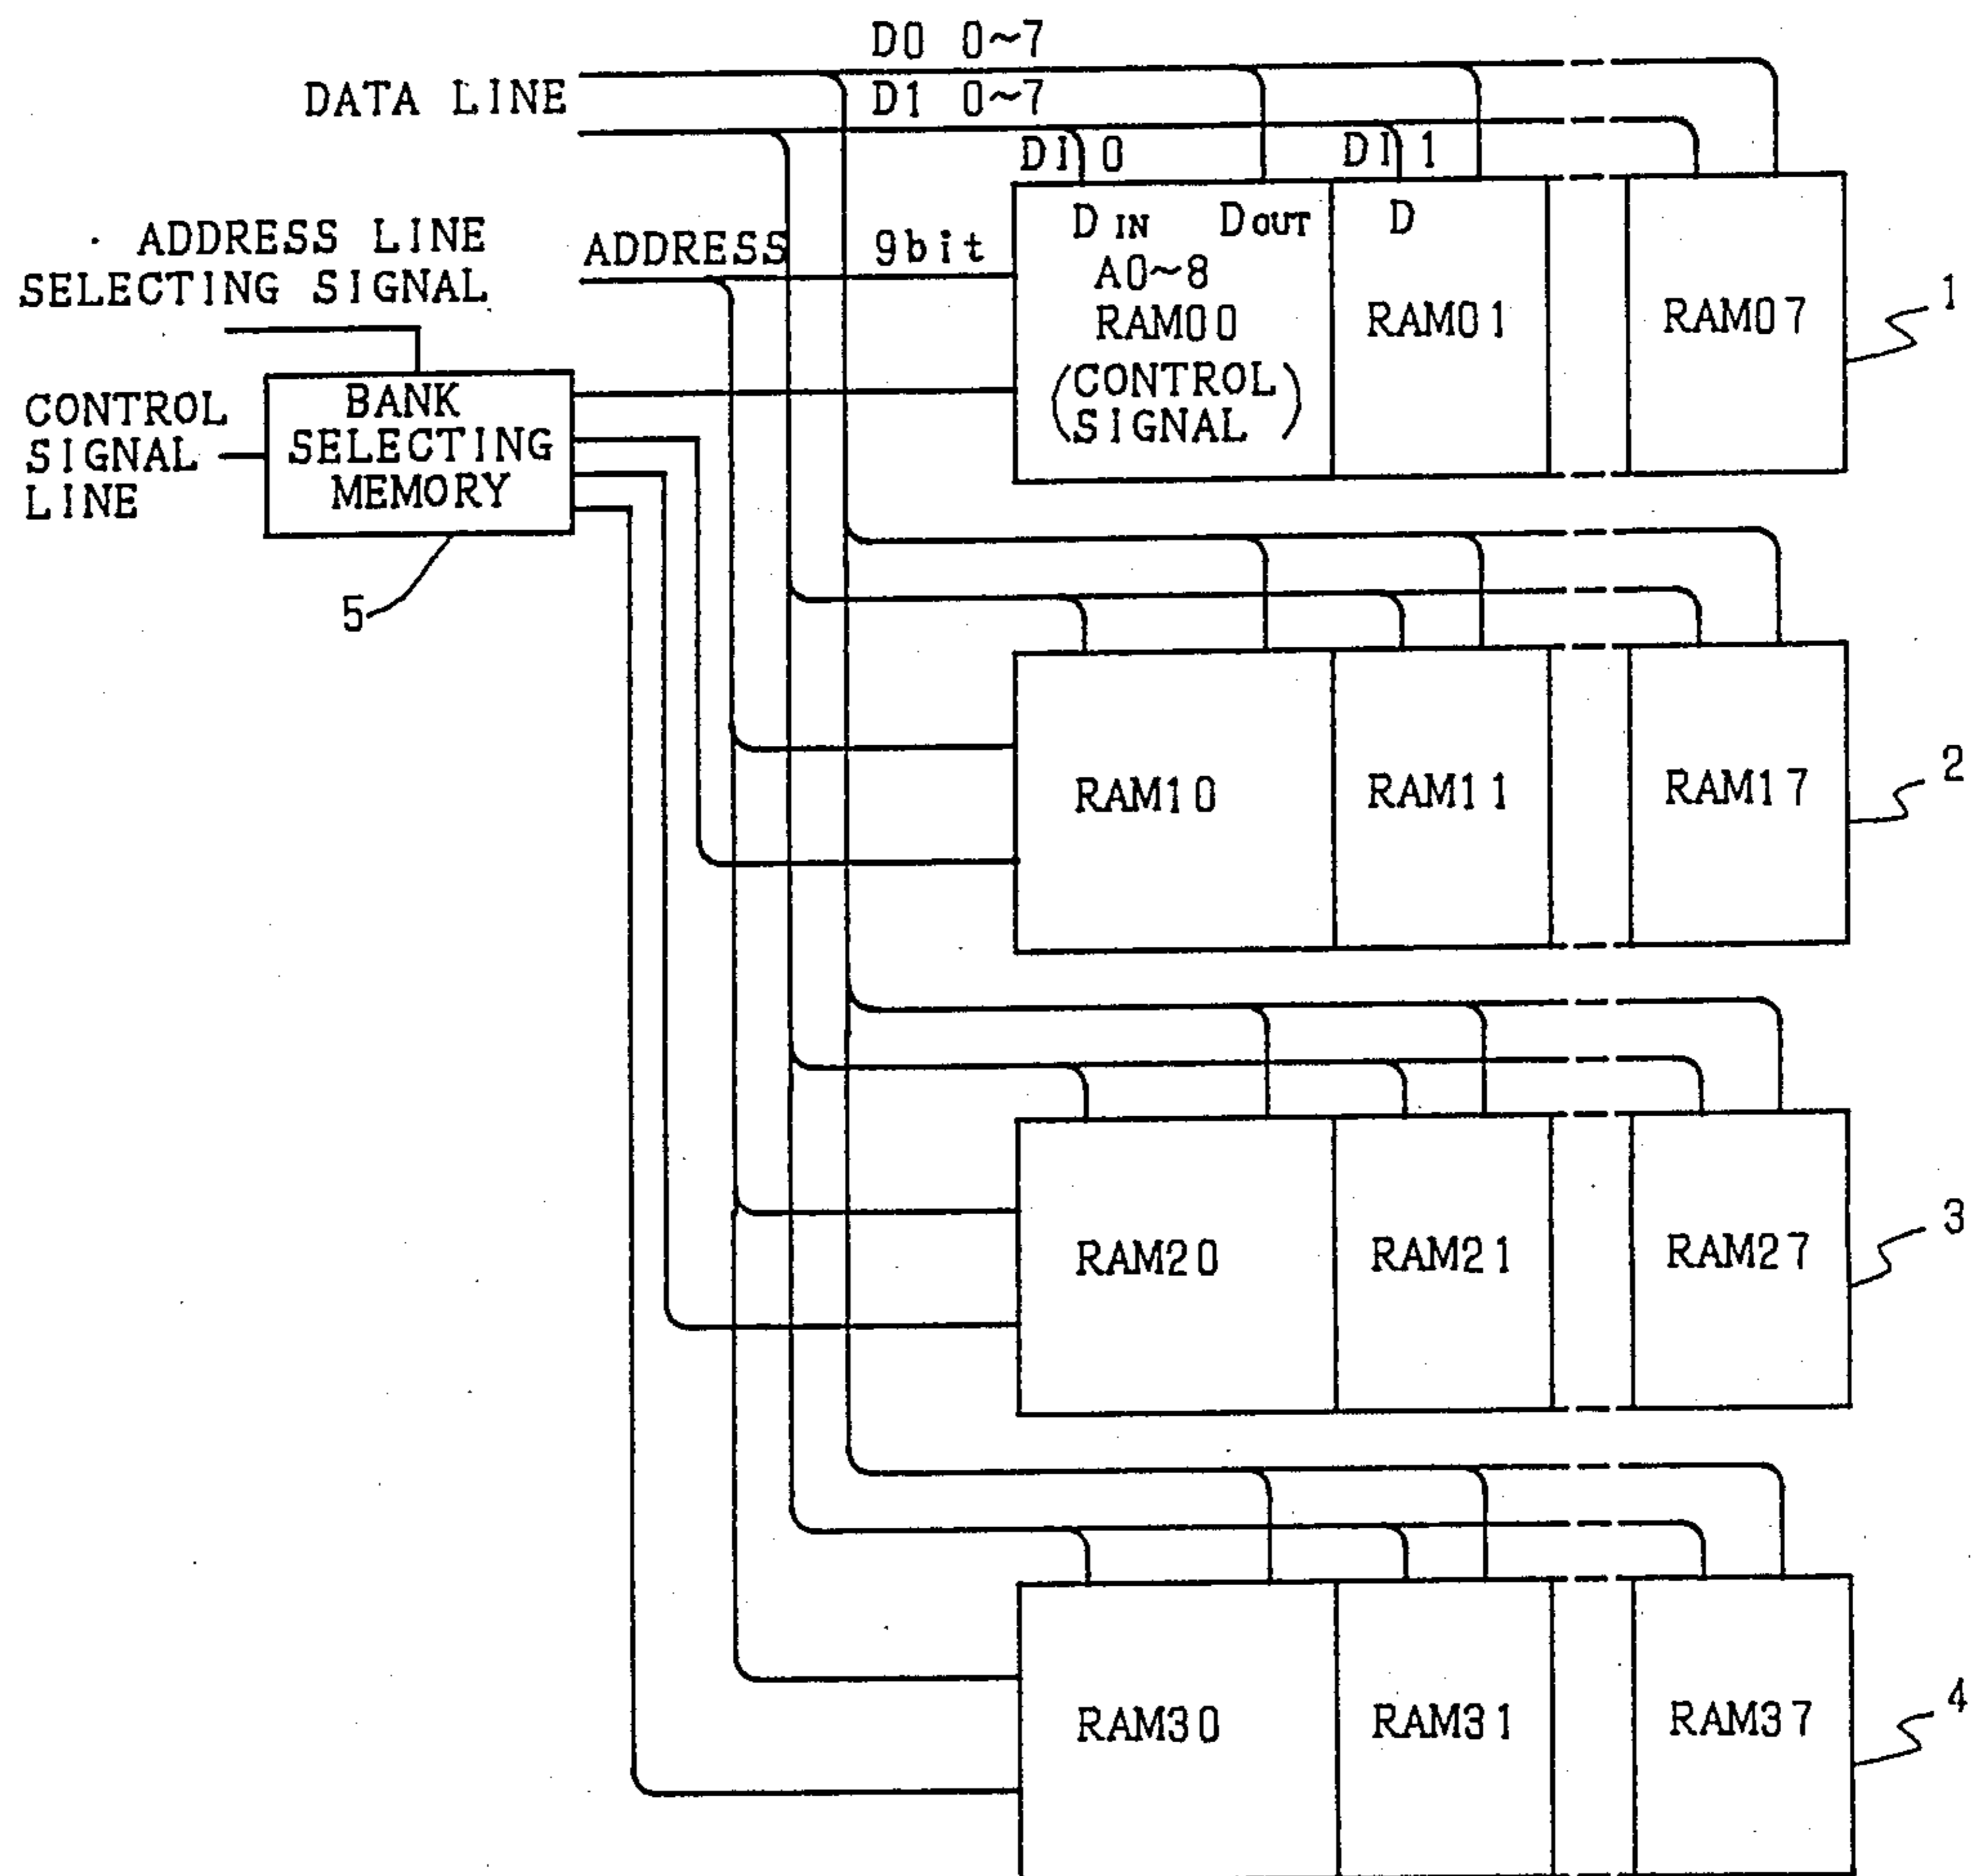 D0 0~7
DATA LINE
D1 0~7
DI 0
DI 1
ADDRESS LINE
SELECTING SIGNAL
ADDRESS
9bit
DIN DOUT
A0~8
RAM00
(CONTROL
SIGNAL)
D
RAM01
RAM07
1
CONTROL
SIGNAL
LINE
BANK
SELECTING
MEMORY
5
RAM10
RAM11
RAM17
2
RAM20
RAM21
RAM27
3
RAM30
RAM31
RAM37
4